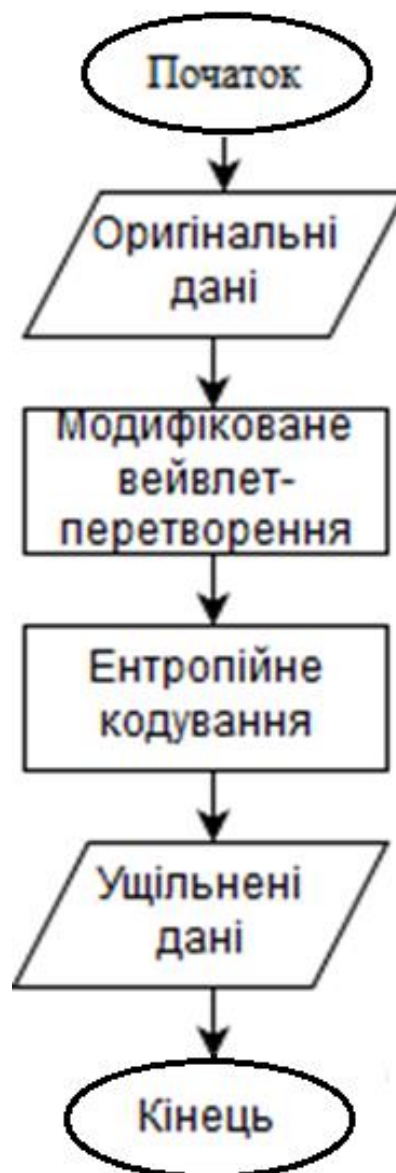 Початок
Оригінальні
дані
Модифіковане
вейвлет-
перетворення
Ентропійне
кодування
Ущільнені
дані
Кінець